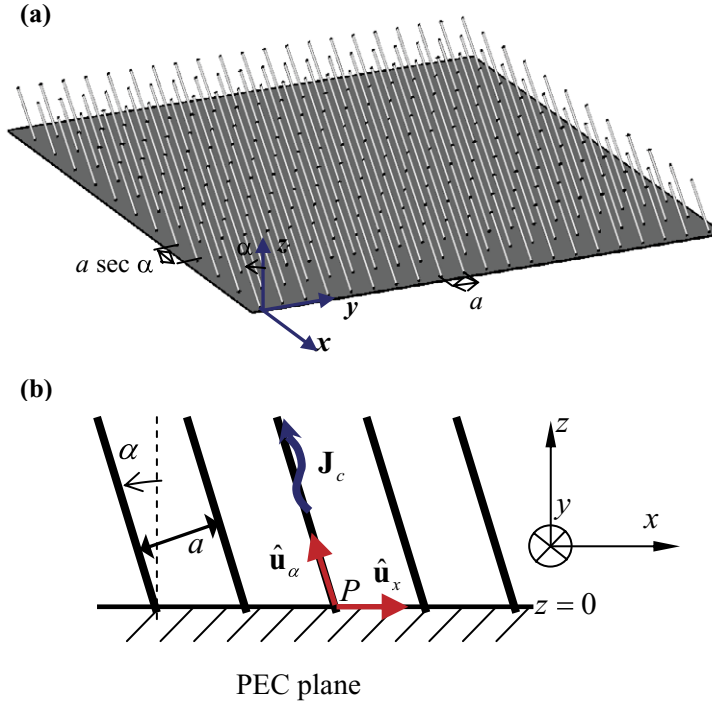 (a)
α
z
a sec α
y
a
x
(b)
α
z
J_c
y
x
a
û_α
P
û_x
z = 0
PEC plane